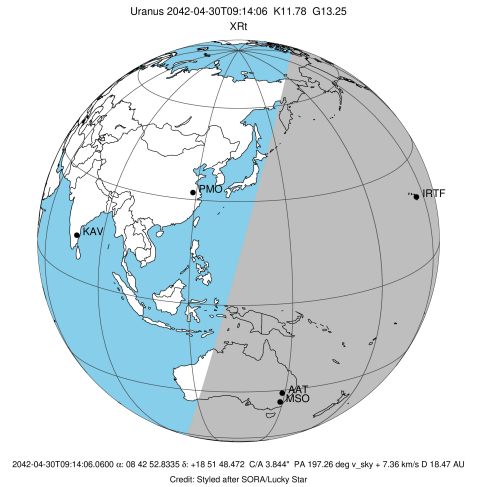 Uranus 2042-04-30T09:14:06 K11.78 G13.25
XRt
PMO
IRTF
KAV
AAT
MSO
2042-04-30T09:14:06.0600 α: 08 42 52.8335 δ: +18 51 48.472 C/A 3.844" PA 197.26 deg v_sky + 7.36 km/s D 18.47 AU
Credit: Styled after SORA/Lucky Star